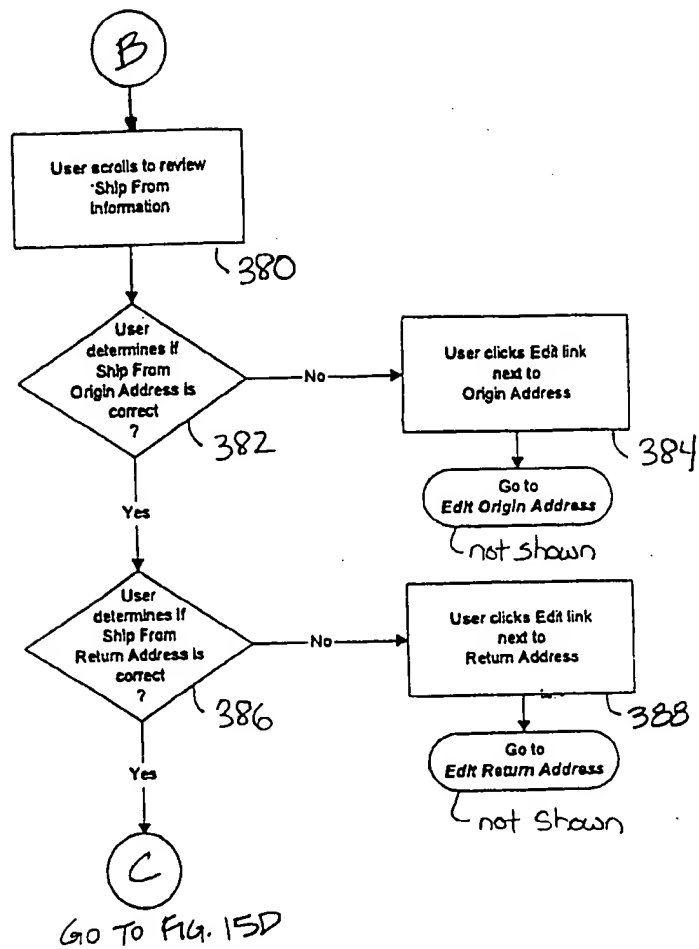 B
User scrolls to review
Ship From
Information
380
User
determines if
Ship From
Origin Address is
correct
?
382
No
User clicks Edit link
next to
Origin Address
384
Go to
Edit Origin Address
not shown
Yes
User
determines if
Ship From
Return Address is
correct
?
386
No
User clicks Edit link
next to
Return Address
388
Go to
Edit Return Address
not shown
Yes
C
GO TO FIG. 15D